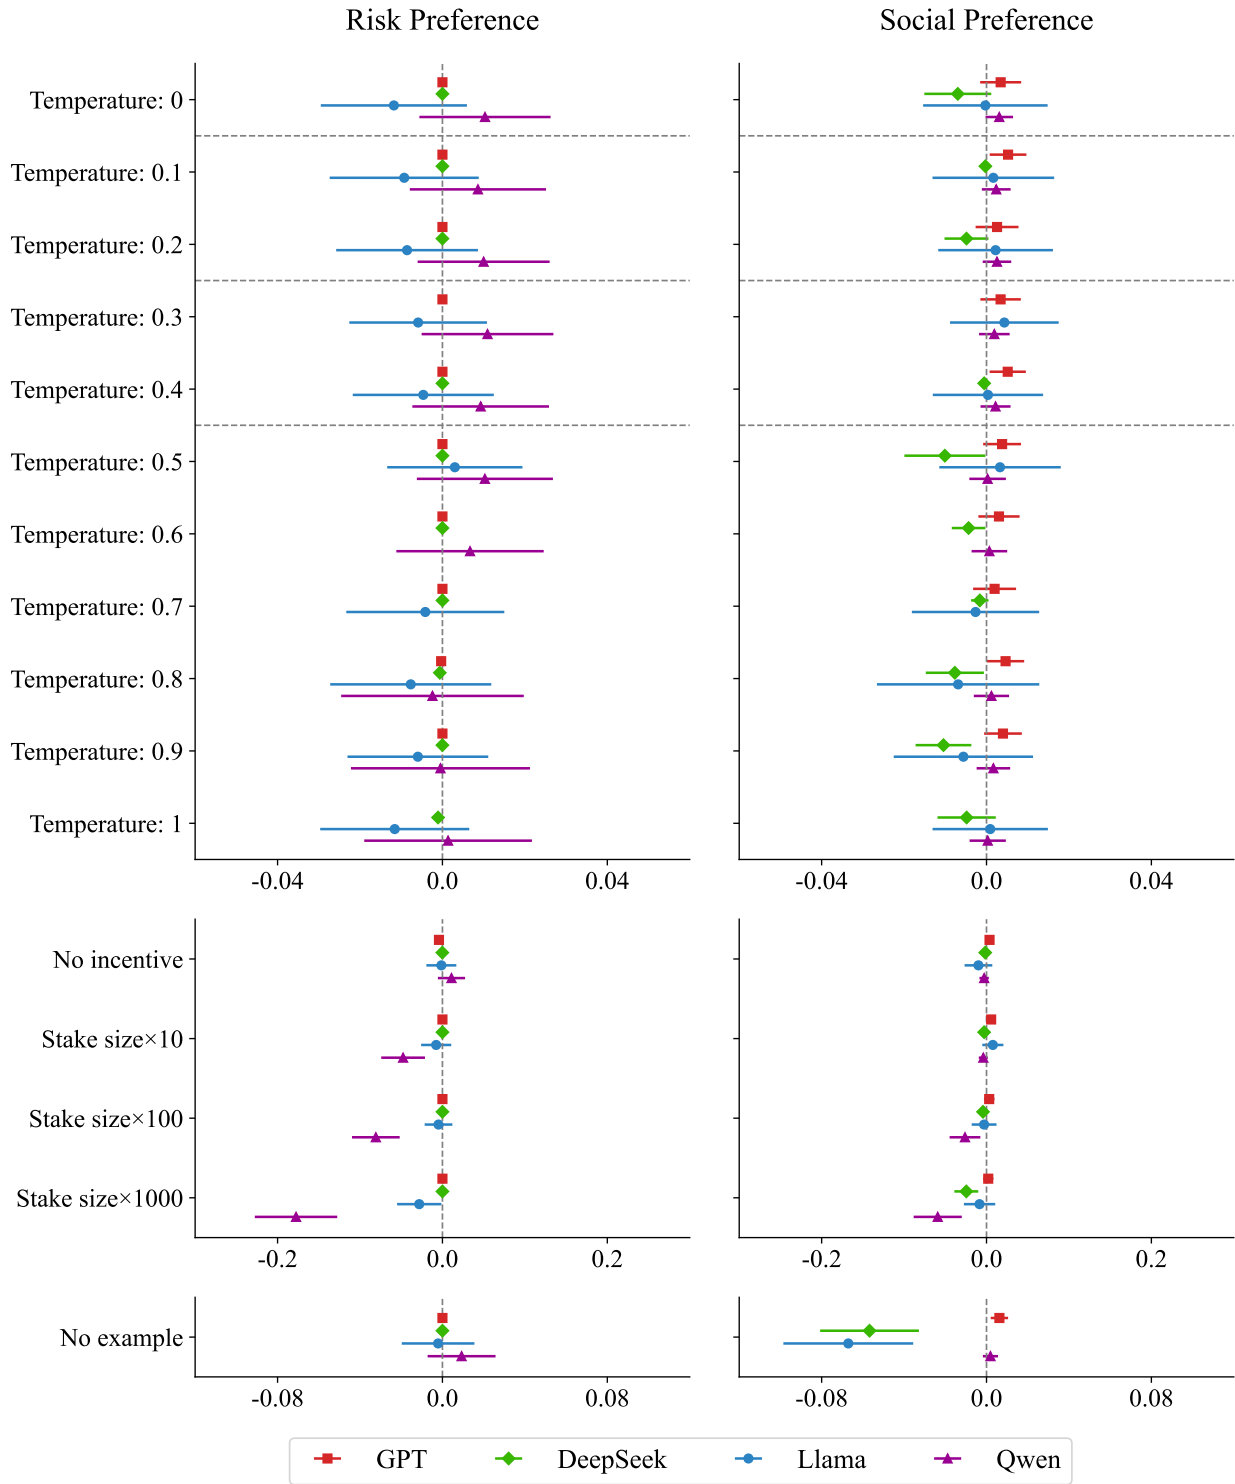 Risk Preference
Social Preference
Temperature: 0
Temperature: 0.1
Temperature: 0.2
Temperature: 0.3
Temperature: 0.4
Temperature: 0.5
Temperature: 0.6
Temperature: 0.7
Temperature: 0.8
Temperature: 0.9
Temperature: 1
-0.04 0.0 0.04
-0.04 0.0 0.04
No incentive
Stake size×10
Stake size×100
Stake size×1000
-0.2 0.0 0.2
-0.2 0.0 0.2
No example
-0.08 0.0 0.08
-0.08 0.0 0.08
GPT DeepSeek Llama Qwen